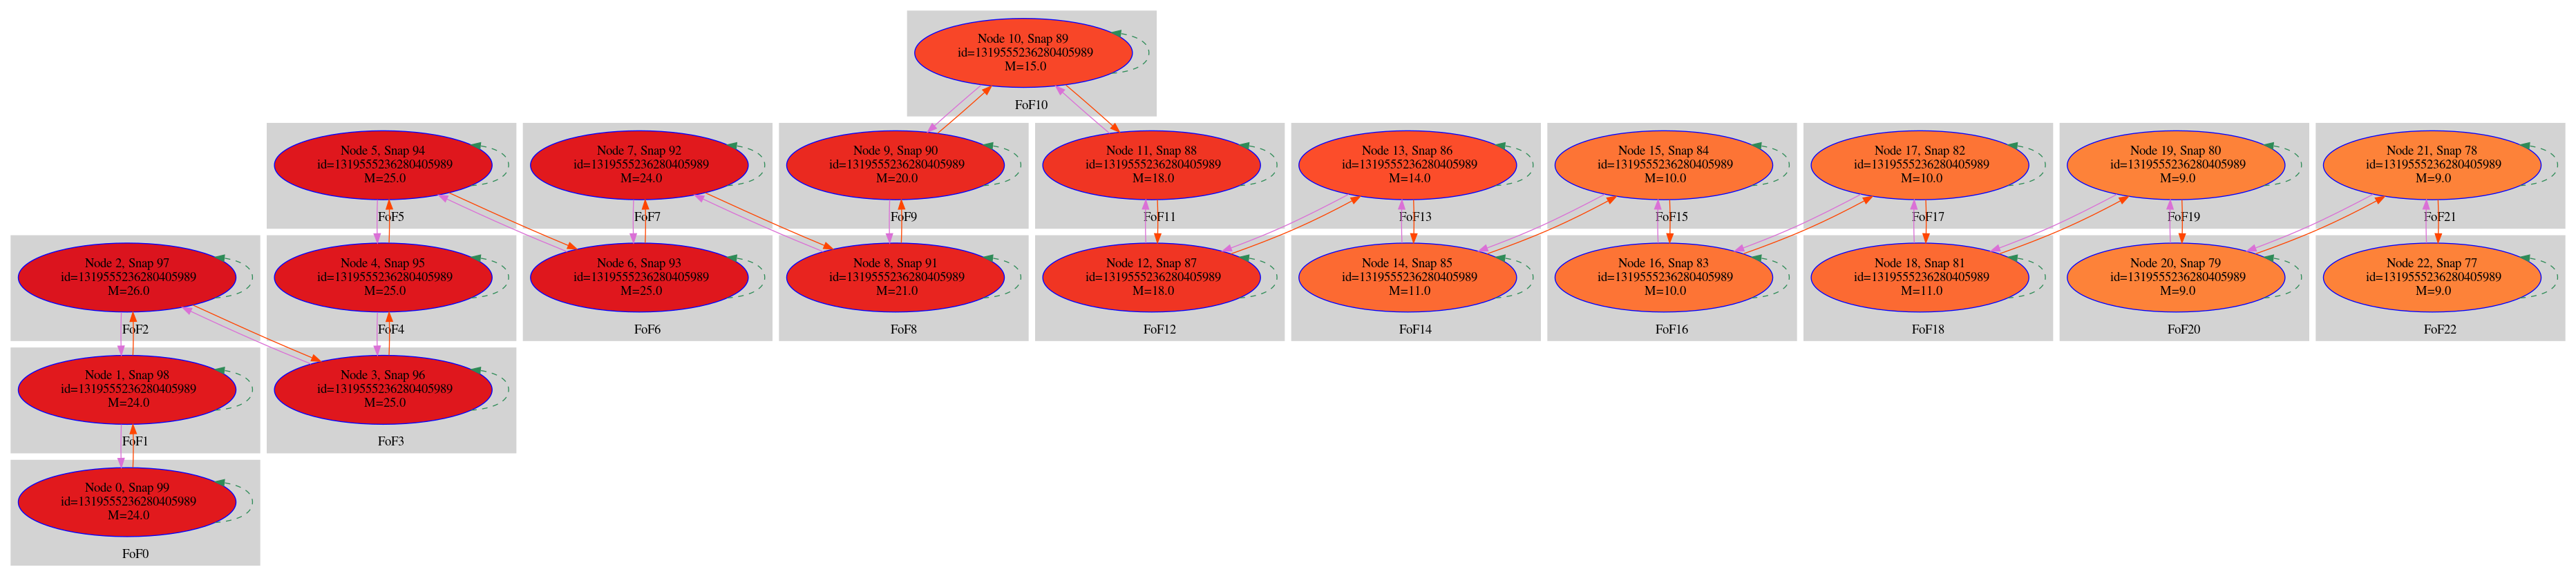 Node 10, Snap 89
id=1319555236280405989
M=15.0
FoF10
Node 5, Snap 94
id=1319555236280405989
M=25.0
FoF5
Node 7, Snap 92
id=1319555236280405989
M=24.0
FoF7
Node 9, Snap 90
id=1319555236280405989
M=20.0
FoF9
Node 11, Snap 88
id=1319555236280405989
M=18.0
FoF11
Node 13, Snap 86
id=1319555236280405989
M=14.0
FoF13
Node 15, Snap 84
id=1319555236280405989
M=10.0
FoF15
Node 17, Snap 82
id=1319555236280405989
M=10.0
FoF17
Node 19, Snap 80
id=1319555236280405989
M=9.0
FoF19
Node 21, Snap 78
id=1319555236280405989
M=9.0
FoF21
Node 2, Snap 97
id=1319555236280405989
M=26.0
FoF2
Node 4, Snap 95
id=1319555236280405989
M=25.0
FoF4
Node 6, Snap 93
id=1319555236280405989
M=25.0
FoF6
Node 8, Snap 91
id=1319555236280405989
M=21.0
FoF8
Node 12, Snap 87
id=1319555236280405989
M=18.0
FoF12
Node 14, Snap 85
id=1319555236280405989
M=11.0
FoF14
Node 16, Snap 83
id=1319555236280405989
M=10.0
FoF16
Node 18, Snap 81
id=1319555236280405989
M=11.0
FoF18
Node 20, Snap 79
id=1319555236280405989
M=9.0
FoF20
Node 22, Snap 77
id=1319555236280405989
M=9.0
FoF22
Node 1, Snap 98
id=1319555236280405989
M=24.0
FoF1
Node 3, Snap 96
id=1319555236280405989
M=25.0
FoF3
Node 0, Snap 99
id=1319555236280405989
M=24.0
FoF0